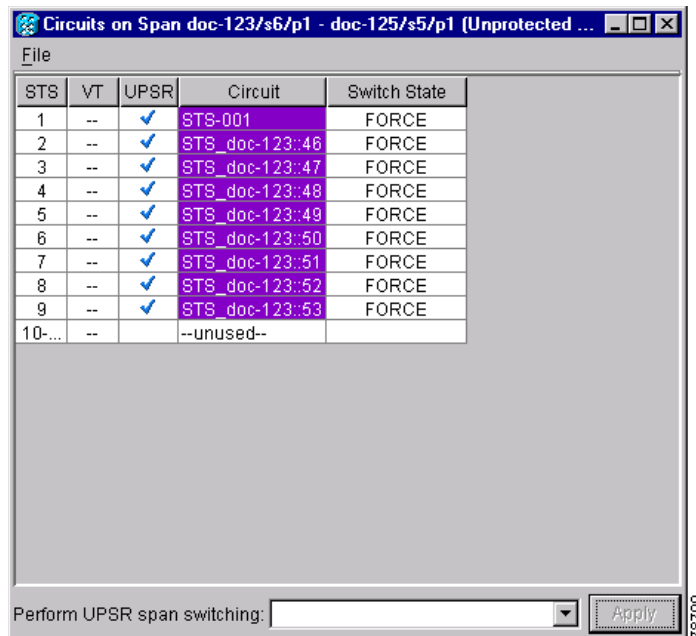 Circuits on Span doc-123/s6/p1 - doc-125/s5/p1 (Unprotected ...
File
STS VT UPSR Circuit Switch State
1 -- STS-001 FORCE
2 -- STS_doc-123::46 FORCE
3 -- STS_doc-123::47 FORCE
4 -- STS_doc-123::48 FORCE
5 -- STS_doc-123::49 FORCE
6 -- STS_doc-123::50 FORCE
7 -- STS_doc-123::51 FORCE
8 -- STS_doc-123::52 FORCE
9 -- STS_doc-123::53 FORCE
10-... -- --unused--
Perform UPSR span switching: Apply